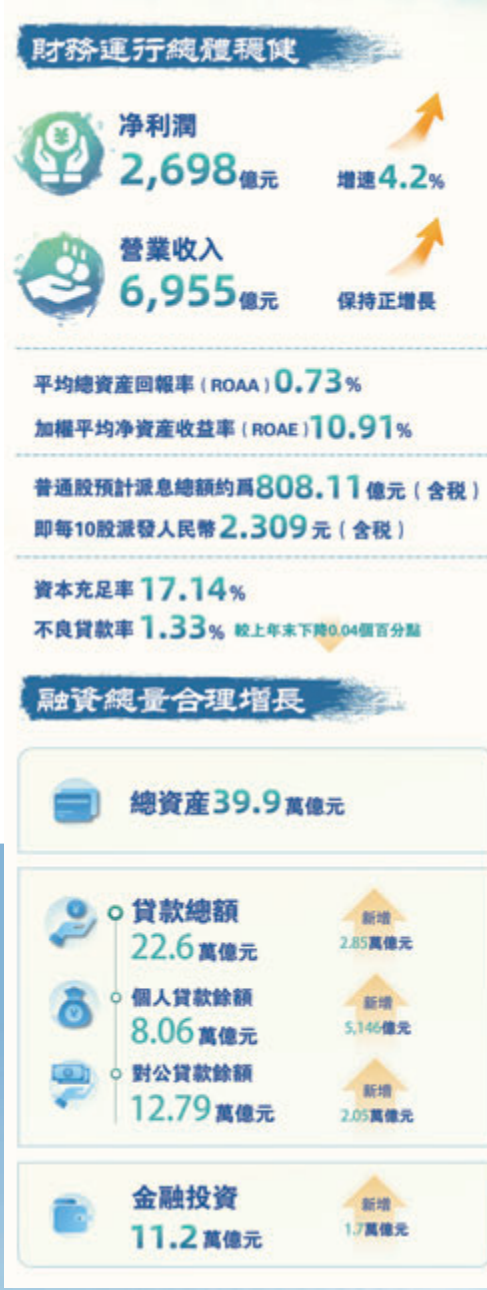 財務運行總體穩健
净利潤
2,698億元 增速4.2%
營業收入
6,955億元 保持正增長
平均總資産回報率（ROAA）0.73%
加權平均净資産收益率（ROAE）10.91%
普通股預計派息總額約爲808.11億元（含税）
即每10股派發人民幣2.309元（含税）
資本充足率17.14%
不良貸款率1.33% 較上年末下降0.04個百分點
融資總量合理增長
總資産39.9萬億元
貸款總額 新增
22.6萬億元 2.85萬億元
個人貸款餘額 新增
8.06萬億元 5,146億元
對公貸款餘額 新增
12.79萬億元 2.05萬億元
金融投資 新增
11.2萬億元 1.7萬億元